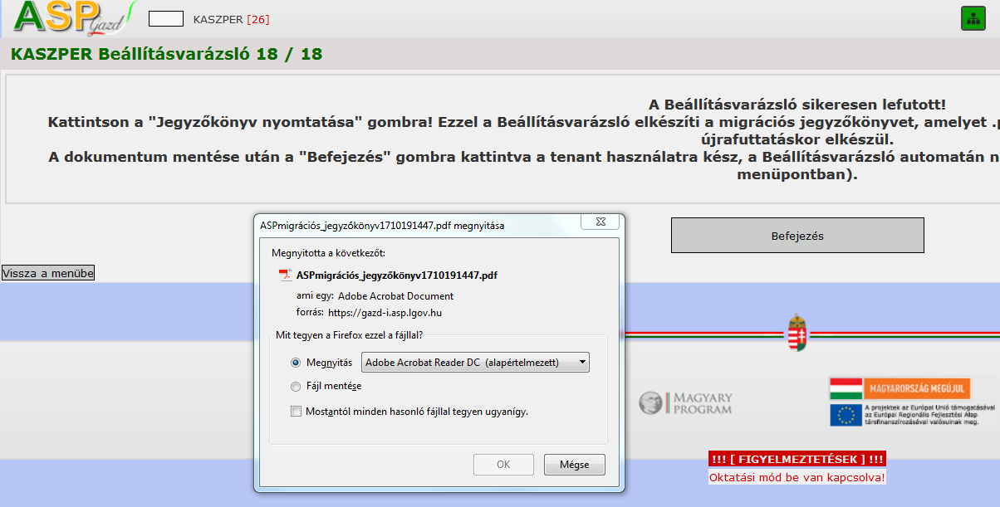 ASP Gazd
KASZPER [26]
KASZPER Beállításvarázsló 18 / 18
A Beállításvarázsló sikeresen lefutott!
Kattintson a "Jegyzőkönyv nyomtatása" gombra! Ezzel a Beállításvarázsló elkészíti a migrációs jegyzőkönyvet, amelyet .
újrafuttatáskor elkészül.
A dokumentum mentése után a "Befejezés" gombra kattintva a tenant használatra kész, a Beállításvarázsló automatán
menüpontban).
Befejezés
Vissza a menübe
ASPmigrációs_jegyzőkönyv1710191447.pdf megnyitása
Megnyitotta a következőt:
ASPmigrációs_jegyzőkönyv1710191447.pdf
ami egy: Adobe Acrobat Document
forrás: https://gazd-i.asp.lgov.hu
Mit tegyen a Firefox ezzel a fájllal?
Megnyitás Adobe Acrobat Reader DC (alapértelmezett)
Fájl mentése
Mostantól minden hasonló fájllal tegyen ugyanígy.
OK Mégse
MAGYARY
PROGRAM
MAGYARORSZÁG MEGÚJUL
A projektek az Európai Unió támogatásával
az Európai Regionális Fejlesztési Alap
társfinanszírozásával valósulnak meg.
!!! [ FIGYELMEZTETÉSEK ] !!!
Oktatási mód be van kapcsolva!